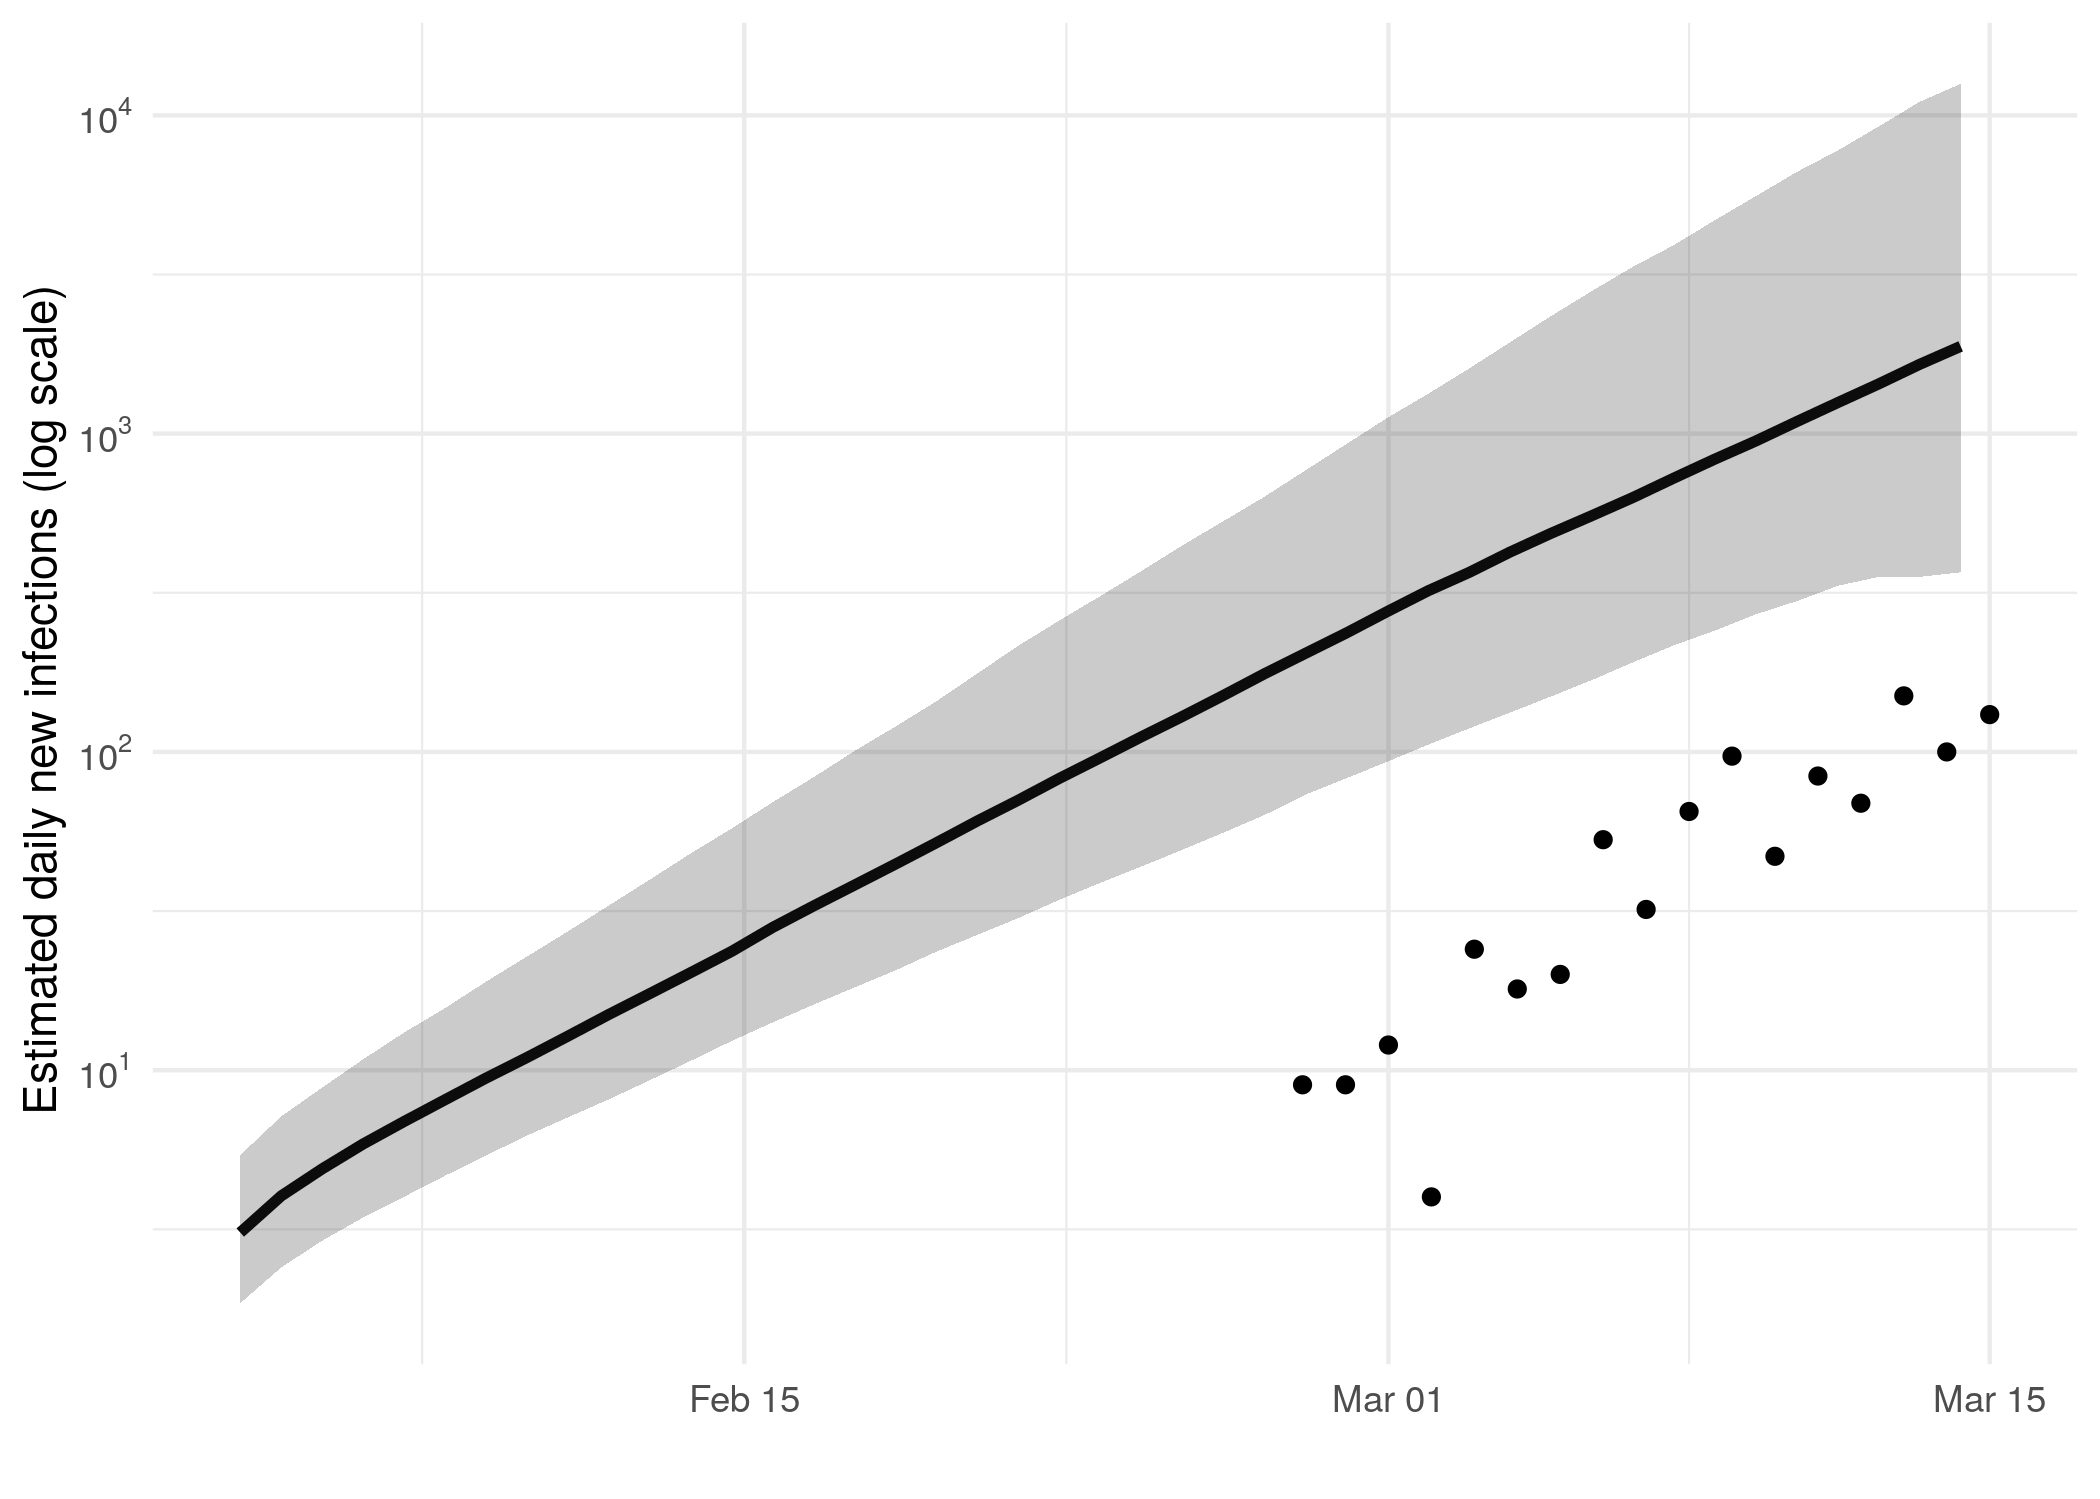 Estimated daily new infections (log scale)
10⁴
10³
10²
10¹
Feb 15
Mar 01
Mar 15